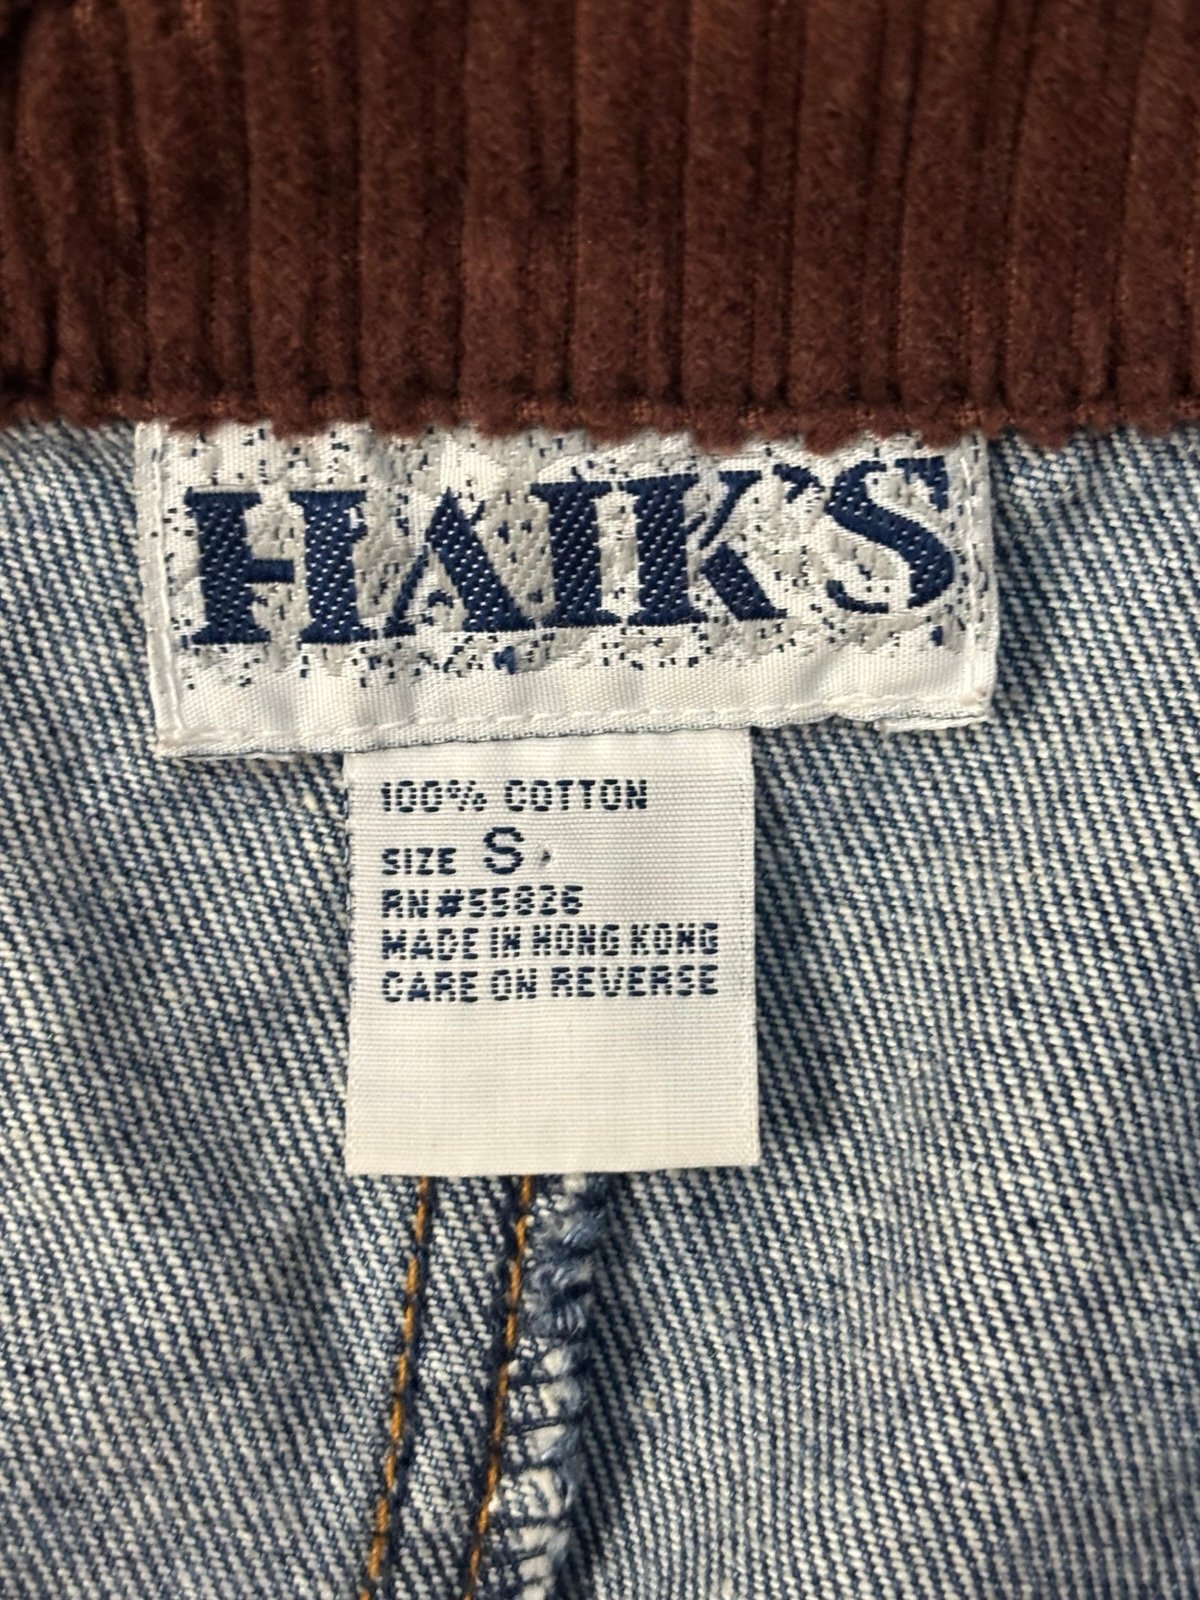 HAIK'S
100% COTTON
SIZE S
RN#55826
MADE IN HONG KONG
CARE ON REVERSE